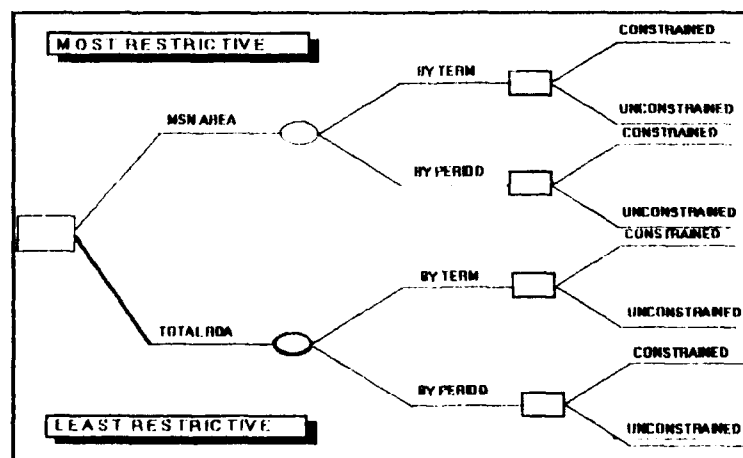 MOST RESTRICTIVE
CONSTRAINED
BY TERM
UNCONSTRAINED
MSN AREA
CONSTRAINED
BY PERIOD
UNCONSTRAINED
CONSTRAINED
BY TERM
UNCONSTRAINED
TOTAL RDA
CONSTRAINED
BY PERIOD
UNCONSTRAINED
LEAST RESTRICTIVE